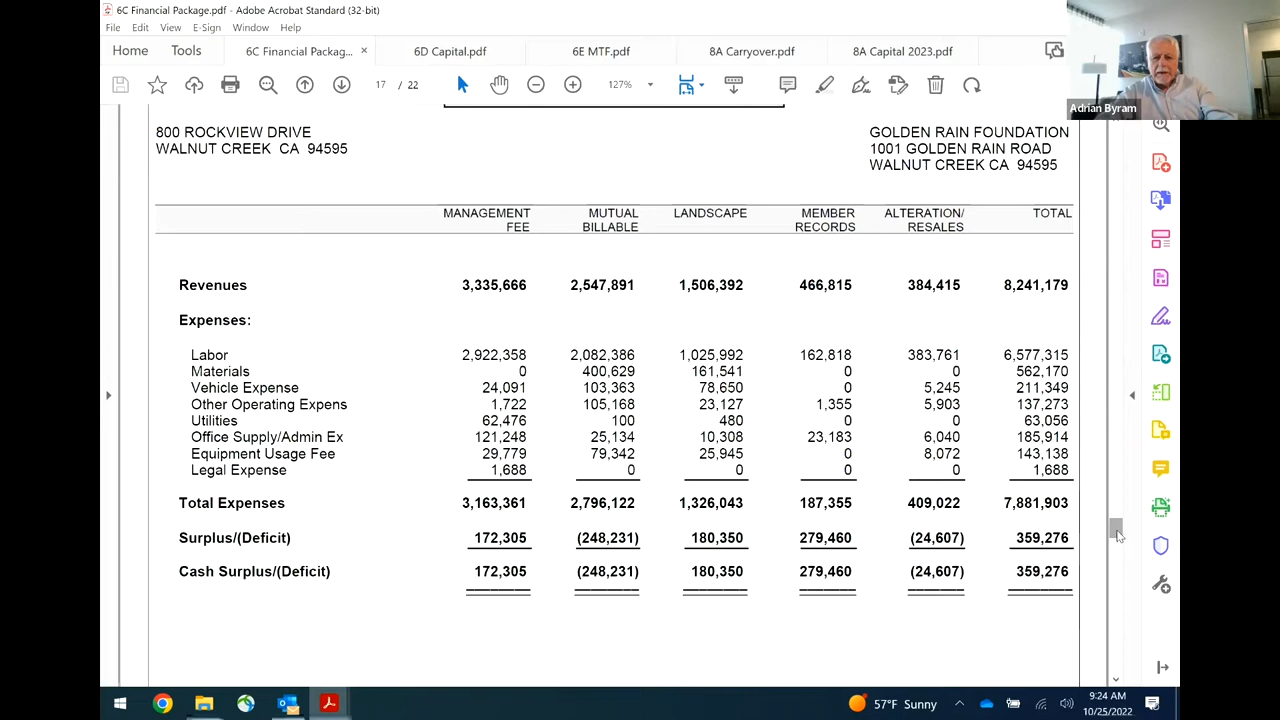 6C Financial Package.pdf - Adobe Acrobat Standard (32-bit)
File Edit View E-Sign Window Help
Home Tools 6C Financial Packag... × 6D Capital.pdf 6E MTF.pdf 8A Carryover.pdf 8A Capital 2023.pdf
17 / 22 127%
Adrian Byram
800 ROCKVIEW DRIVE GOLDEN RAIN FOUNDATION
WALNUT CREEK CA 94595 1001 GOLDEN RAIN ROAD
WALNUT CREEK CA 94595
MANAGEMENT MUTUAL LANDSCAPE MEMBER ALTERATION/ TOTAL
FEE BILLABLE RECORDS RESALES
Revenues 3,335,666 2,547,891 1,506,392 466,815 384,415 8,241,179
Expenses:
Labor 2,922,358 2,082,386 1,025,992 162,818 383,761 6,577,315
Materials 0 400,629 161,541 0 0 562,170
Vehicle Expense 24,091 103,363 78,650 0 5,245 211,349
Other Operating Expens 1,722 105,168 23,127 1,355 5,903 137,273
Utilities 62,476 100 480 0 0 63,056
Office Supply/Admin Ex 121,248 25,134 10,308 23,183 6,040 185,914
Equipment Usage Fee 29,779 79,342 25,945 0 8,072 143,138
Legal Expense 1,688 0 0 0 0 1,688
Total Expenses 3,163,361 2,796,122 1,326,043 187,355 409,022 7,881,903
Surplus/(Deficit) 172,305 (248,231) 180,350 279,460 (24,607) 359,276
Cash Surplus/(Deficit) 172,305 (248,231) 180,350 279,460 (24,607) 359,276
57°F Sunny 9:24 AM
10/25/2022